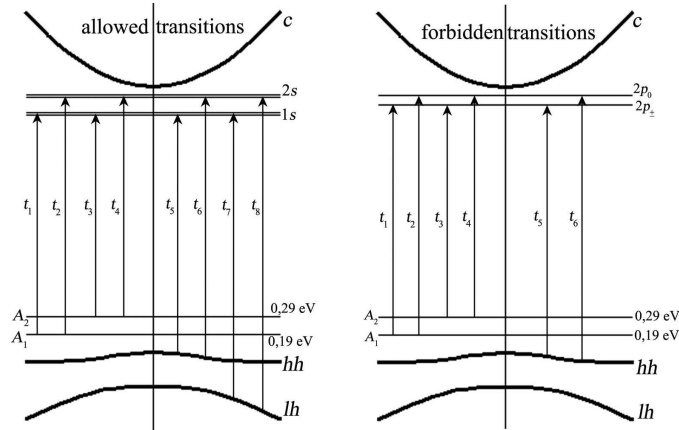 allowed transitions
c
2s
1s
t₁
t₂
t₃
t₄
t₅
t₆
t₇
t₈
A₂
0,29 eV
A₁
0,19 eV
hh
lh
forbidden transitions
c
2p₀
2p±
t₁
t₂
t₃
t₄
t₅
t₆
A₂
0,29 eV
A₁
0,19 eV
hh
lh